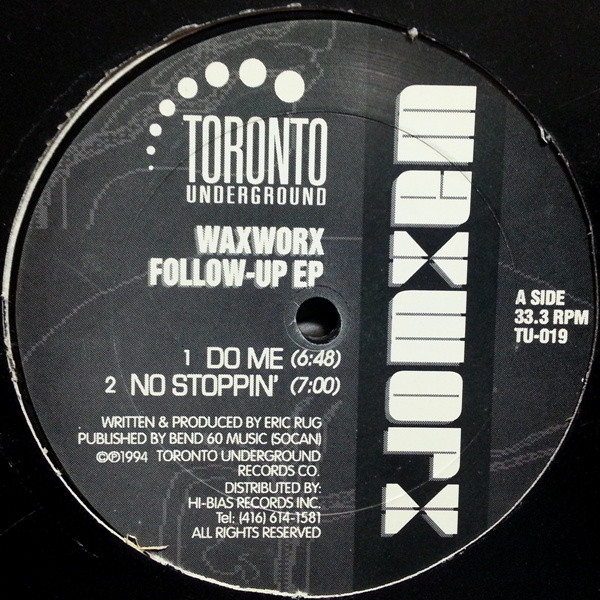 TORONTO
UNDERGROUND
WAXWORX
FOLLOW-UP EP
1 DO ME (6:48)
2 NO STOPPIN' (7:00)
WRITTEN & PRODUCED BY ERIC RUG
PUBLISHED BY BEND 60 MUSIC (SOCAN)
©℗1994 TORONTO UNDERGROUND
RECORDS CO.
DISTRIBUTED BY:
HI-BIAS RECORDS INC.
Tel: (416) 614-1581
ALL RIGHTS RESERVED
waxworx
A SIDE
33.3 RPM
TU-019